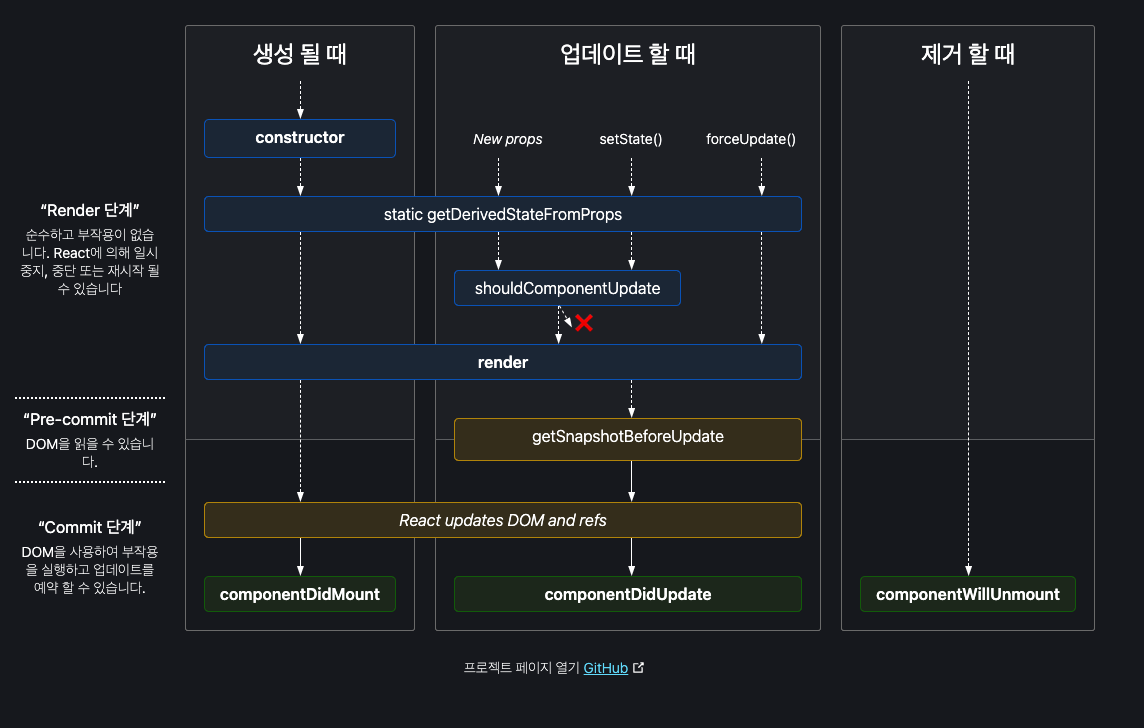 생성 될 때
업데이트 할 때
제거 할 때
constructor
New props
setState()
forceUpdate()
“Render 단계”
순수하고 부작용이 없습
니다. React에 의해 일시
중지, 중단 또는 재시작 될
수 있습니다
static getDerivedStateFromProps
shouldComponentUpdate
render
“Pre-commit 단계”
DOM을 읽을 수 있습니
다.
getSnapshotBeforeUpdate
“Commit 단계”
DOM을 사용하여 부작용
을 실행하고 업데이트를
예약 할 수 있습니다.
React updates DOM and refs
componentDidMount
componentDidUpdate
componentWillUnmount
프로젝트 페이지 열기 GitHub